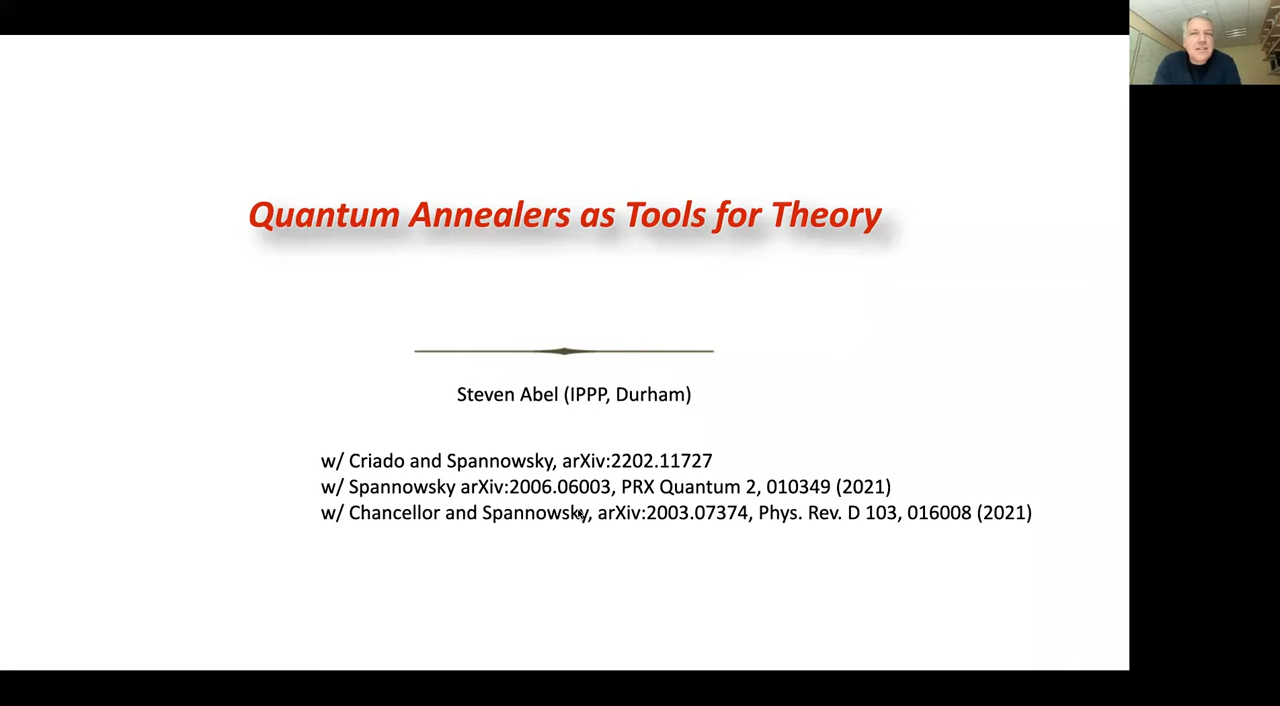 Quantum Annealers as Tools for Theory
Steven Abel (IPPP, Durham)
w/ Criado and Spannowsky, arXiv:2202.11727
w/ Spannowsky arXiv:2006.06003, PRX Quantum 2, 010349 (2021)
w/ Chancellor and Spannowsky, arXiv:2003.07374, Phys. Rev. D 103, 016008 (2021)